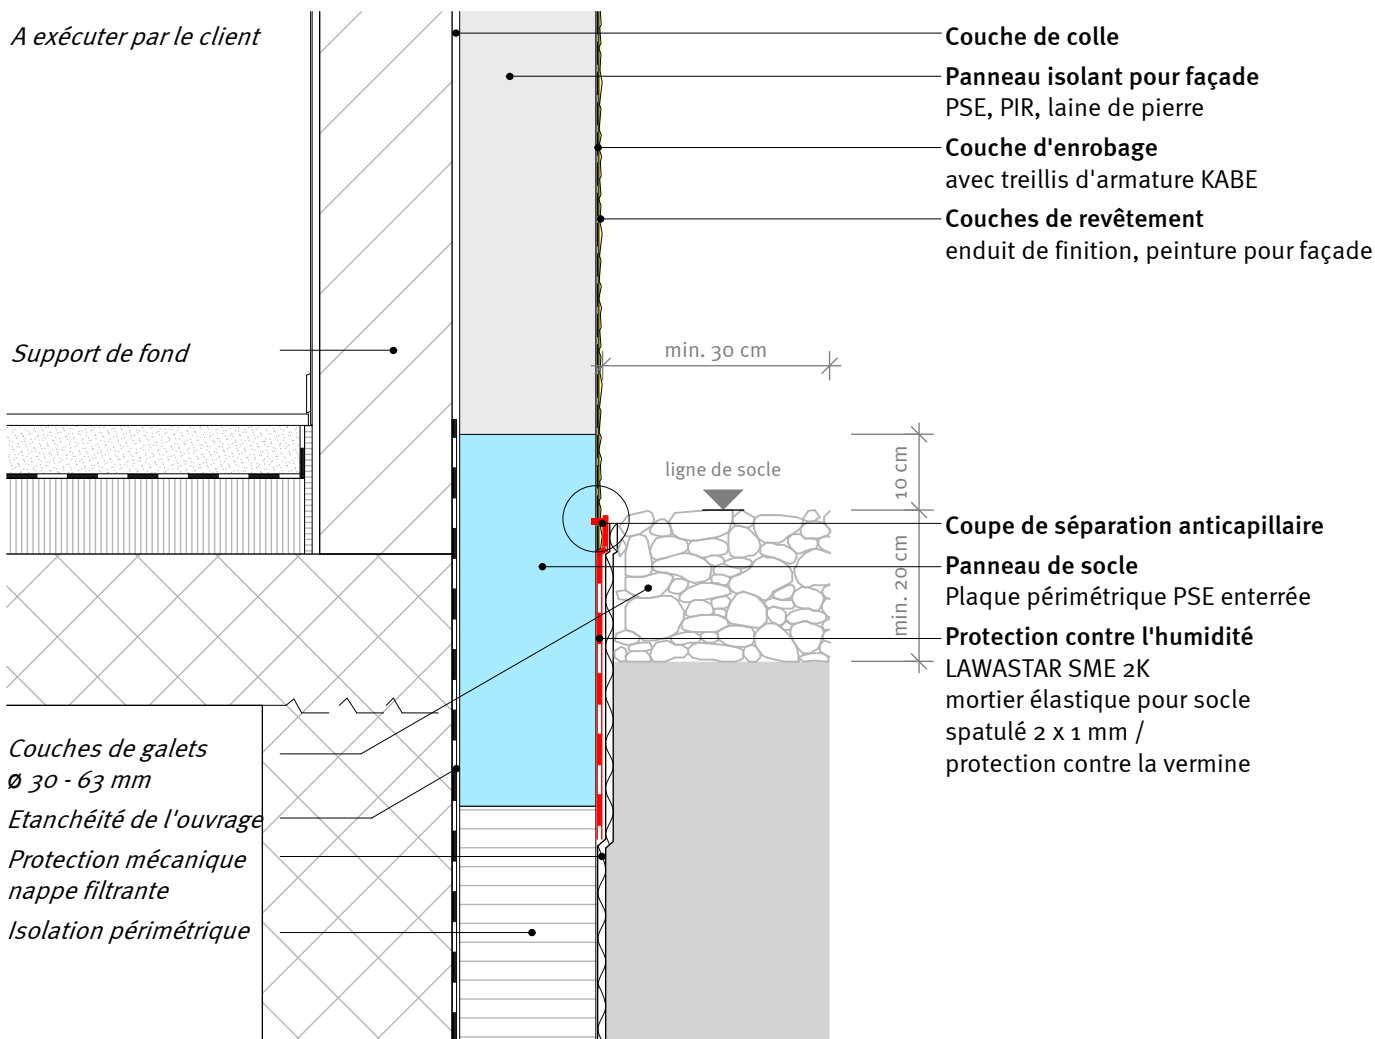 A exécuter par le client
Couche de colle
Panneau isolant pour façade
PSE, PIR, laine de pierre
Couche d'enrobage
avec treillis d'armature KABE
Couches de revêtement
enduit de finition, peinture pour façade
Support de fond
min. 30 cm
10 cm
ligne de socle
min. 20 cm
Coupe de séparation anticapillaire
Panneau de socle
Plaque périmétrique PSE enterrée
Protection contre l'humidité
LAWASTAR SME 2K
mortier élastique pour socle
spatulé 2 x 1 mm /
protection contre la vermine
Couches de galets
ø 30 - 63 mm
Etanchéité de l'ouvrage
Protection mécanique
nappe filtrante
Isolation périmétrique